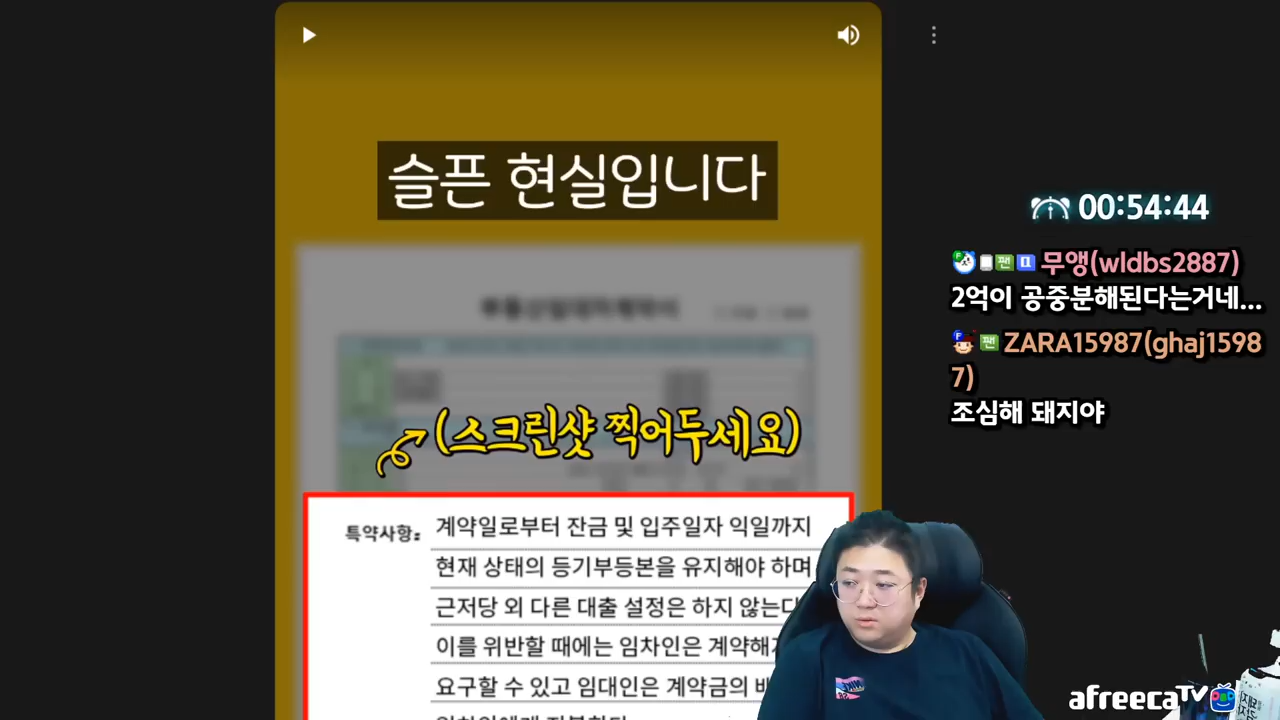 슬픈 현실입니다
(스크린샷 찍어두세요)
특약사항:
계약일로부터 잔금 및 입주일자 익일까지
현재 상태의 등기부등본을 유지해야 하며
근저당 외 다른 대출 설정은 하지 않는다
이를 위반할 때에는 임차인은
요구할 수 있고 임대인은 계약금의
00:54:44
무앵(wldbs2887)
2억이 공중분해된다는거네...
ZARA15987(ghaj1598
7)
조심해 돼지야
afreecaTV